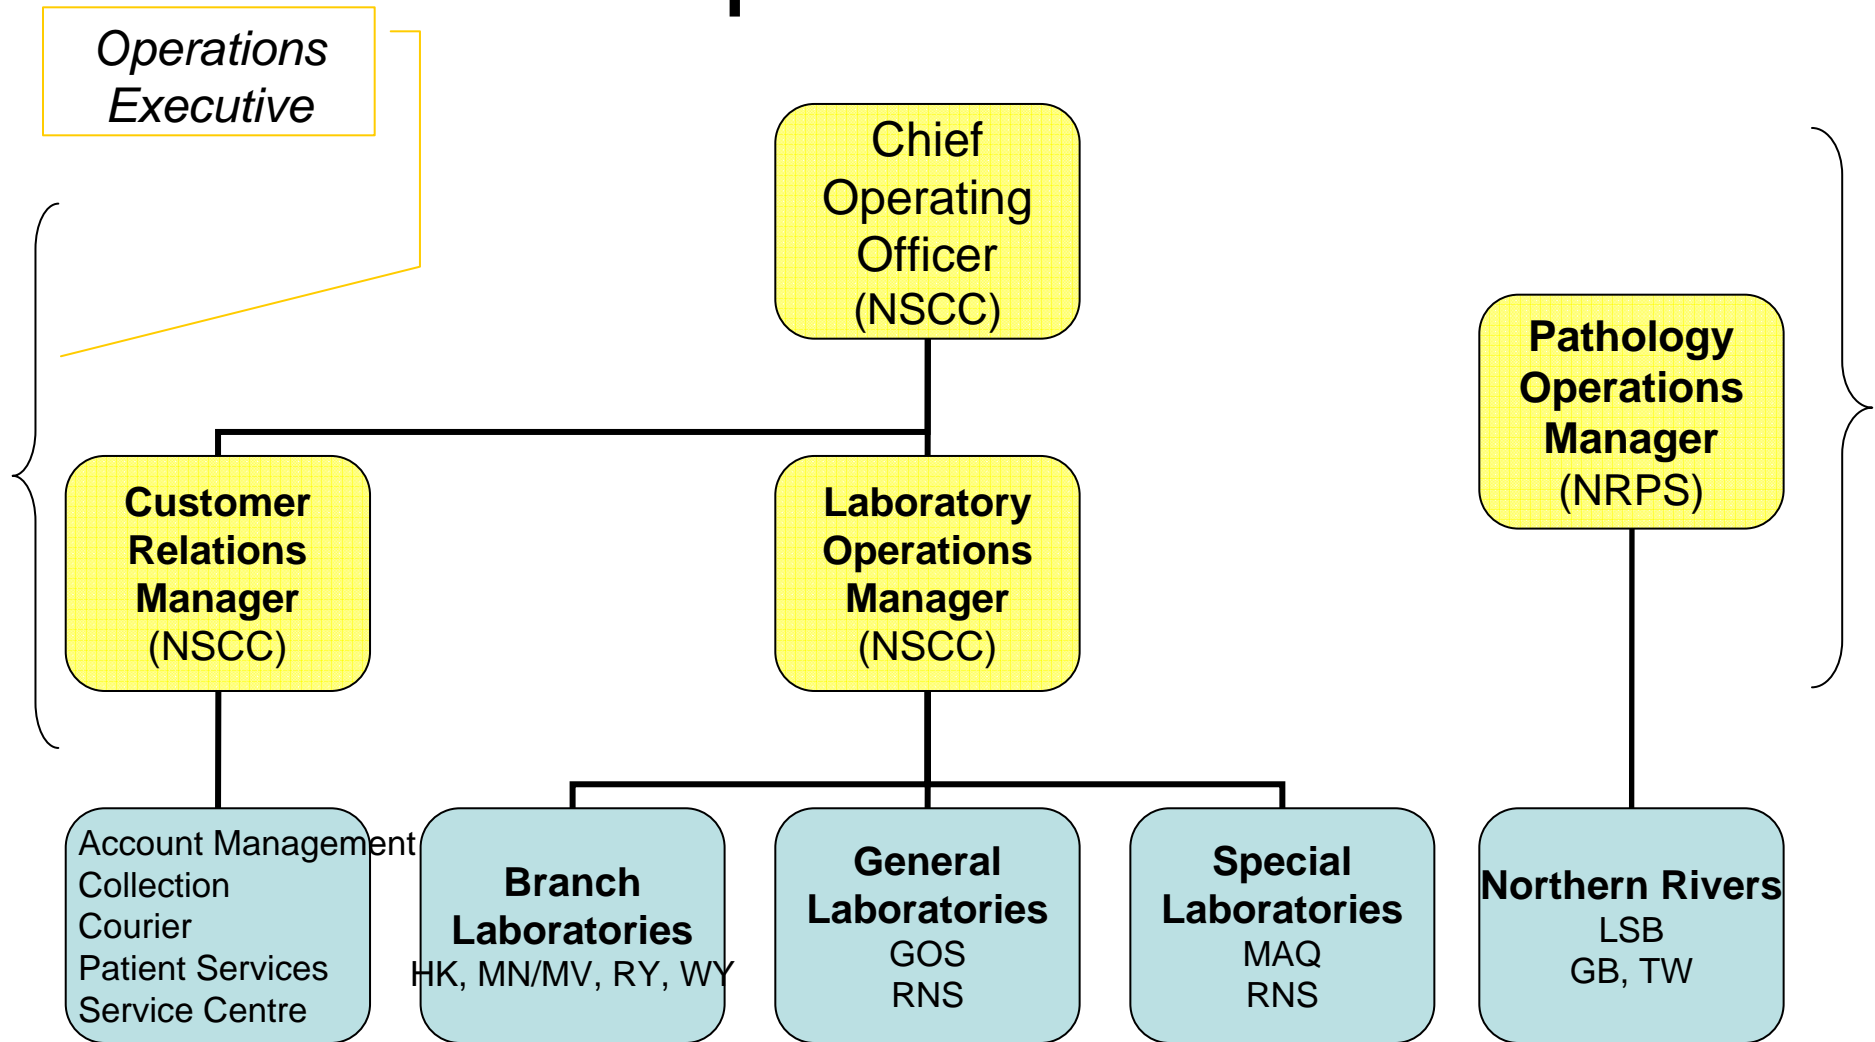 Operations
Executive
Chief
Operating
Officer
(NSCC)
Pathology
Operations
Manager
(NRPS)
Customer
Relations
Manager
(NSCC)
Laboratory
Operations
Manager
(NSCC)
Account Management
Collection
Courier
Patient Services
Service Centre
Branch
Laboratories
HK, MN/MV, RY, WY
General
Laboratories
GOS
RNS
Special
Laboratories
MAQ
RNS
Northern Rivers
LSB
GB, TW